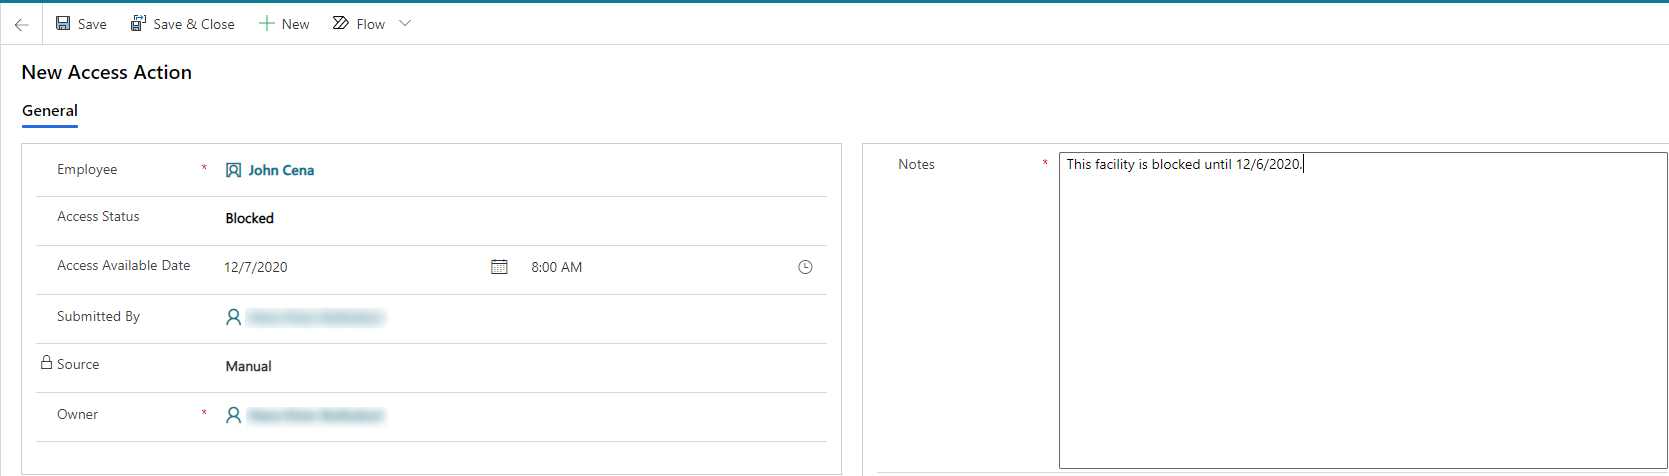 Save Save & Close New Flow
New Access Action
General
Employee * John Cena
Access Status Blocked
Access Available Date 12/7/2020 8:00 AM
Submitted By
Source Manual
Owner *
Notes * This facility is blocked until 12/6/2020.